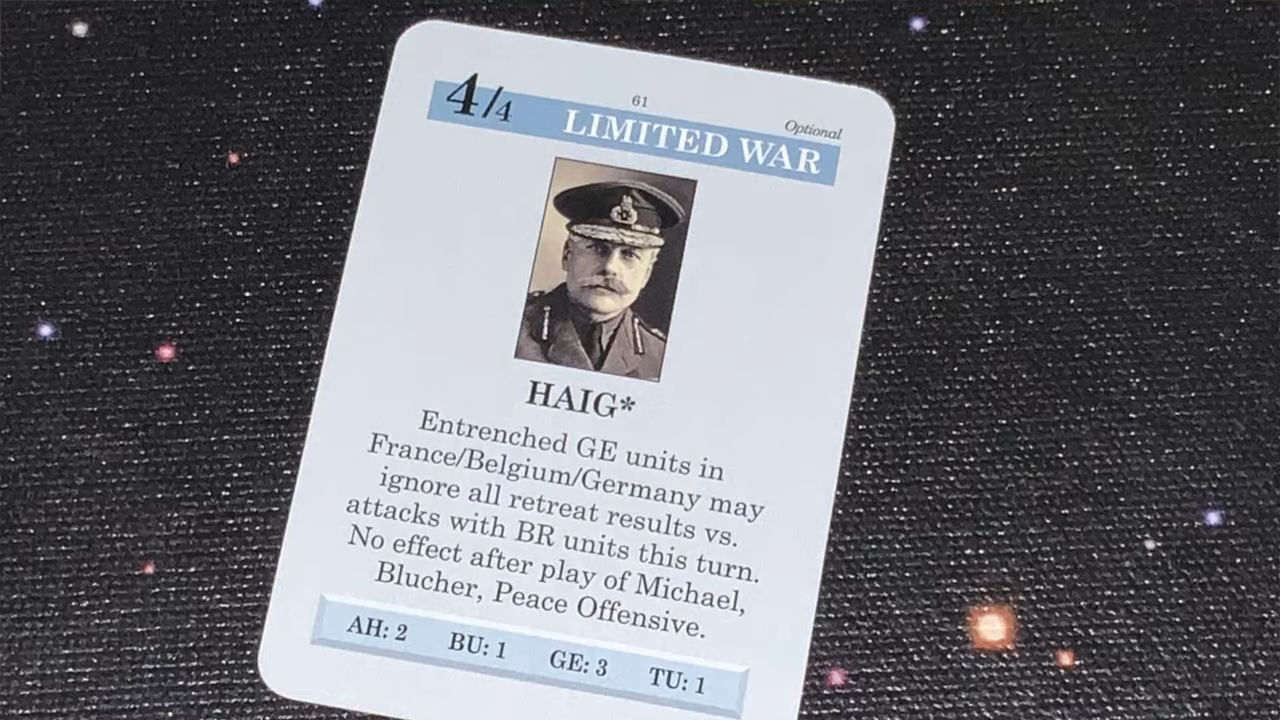 61
4/4 Optional
LIMITED WAR
HAIG*
Entrenched GE units in
France/Belgium/Germany may
ignore all retreat results vs.
attacks with BR units this turn.
No effect after play of Michael,
Blucher, Peace Offensive.
AH: 2 BU: 1 GE: 3 TU: 1